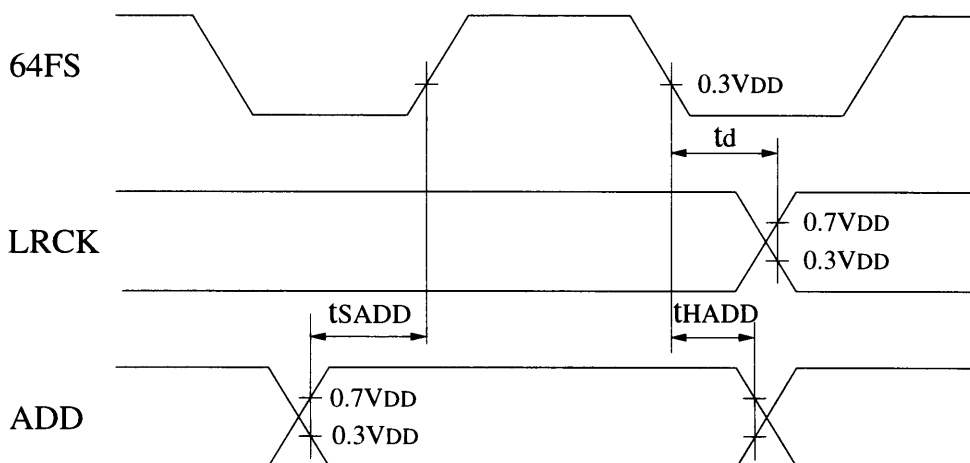 64FS
0.3VDD
td
LRCK
0.7VDD
0.3VDD
tSADD
tHADD
ADD
0.7VDD
0.3VDD